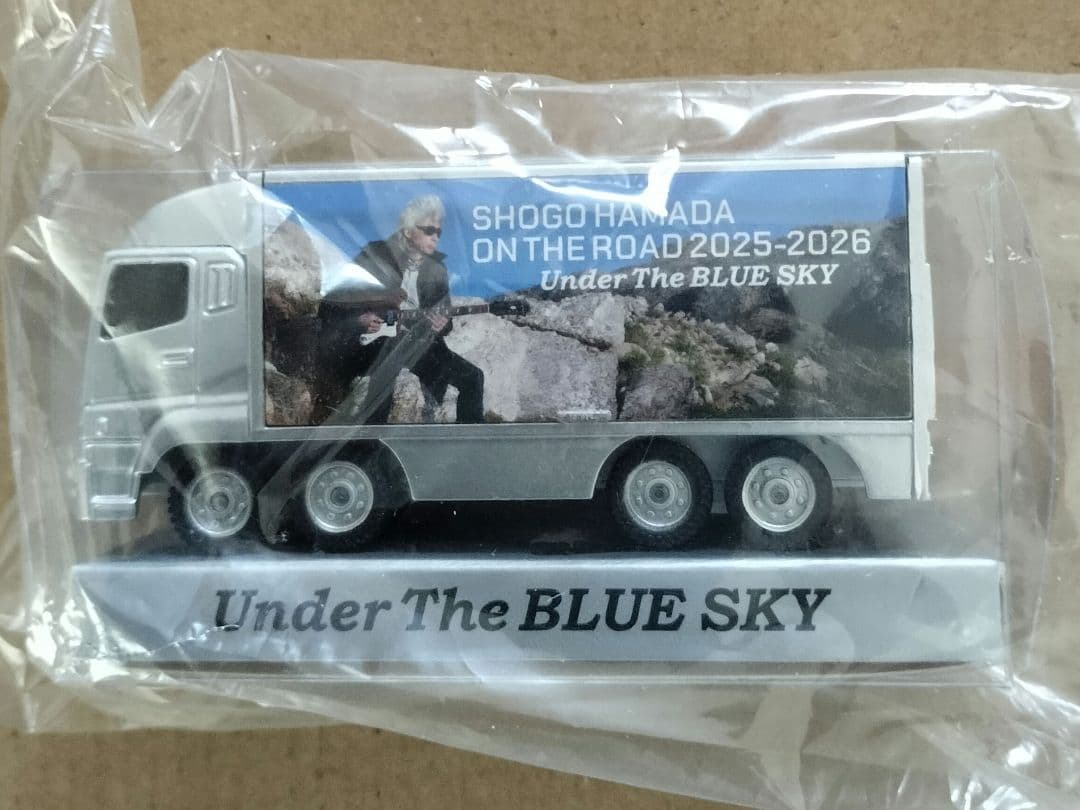 SHOGO HAMADA
ON THE ROAD 2025-2026
Under The BLUE SKY
Under The BLUE SKY